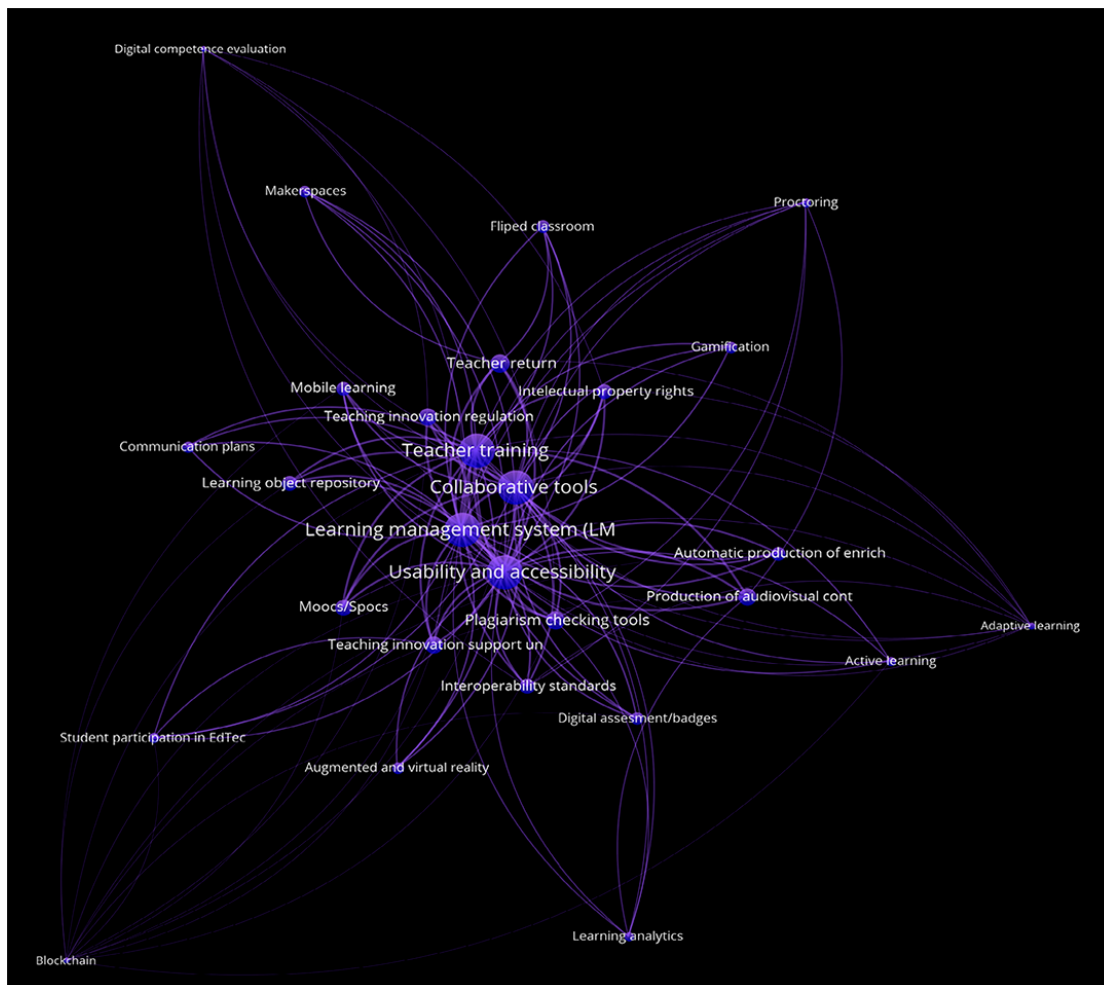 Digital competence evaluation
Makerspaces
Proctoring
Fliped classroom
Gamification
Teacher return
Mobile learning
Intelectual property rights
Teaching innovation regulation
Communication plans
Teacher training
Learning object repository
Collaborative tools
Learning management system (LM
Automatic production of enrich
Usability and accessibility
Production of audiovisual cont
Moocs/Spocs
Plagiarism checking tools
Adaptive learning
Teaching innovation support un
Active learning
Interoperability standards
Digital assesment/badges
Student participation in EdTec
Augmented and virtual reality
Learning analytics
Blockchain